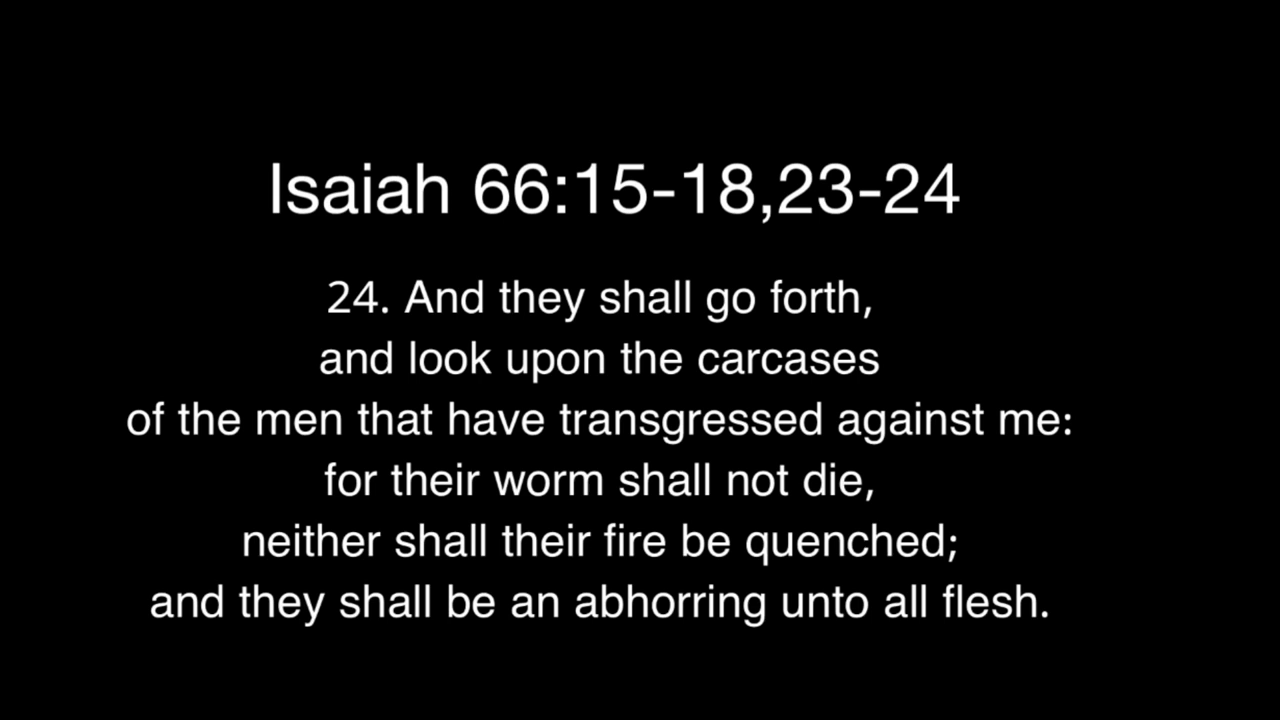 Isaiah 66:15-18,23-24
24. And they shall go forth,
and look upon the carcases
of the men that have transgressed against me:
for their worm shall not die,
neither shall their fire be quenched;
and they shall be an abhorring unto all flesh.